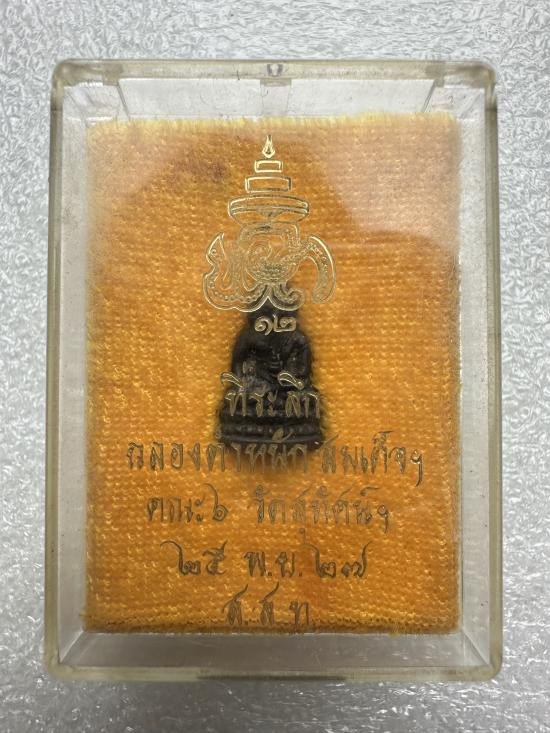 ๑๒
ที่ระลึก
ฉลองตำหนัก สมเด็จฯ
คณะ๖ วัดสุทัศน์ฯ
๒๕ พ.ย. ๒๗
ส.ส.ท.